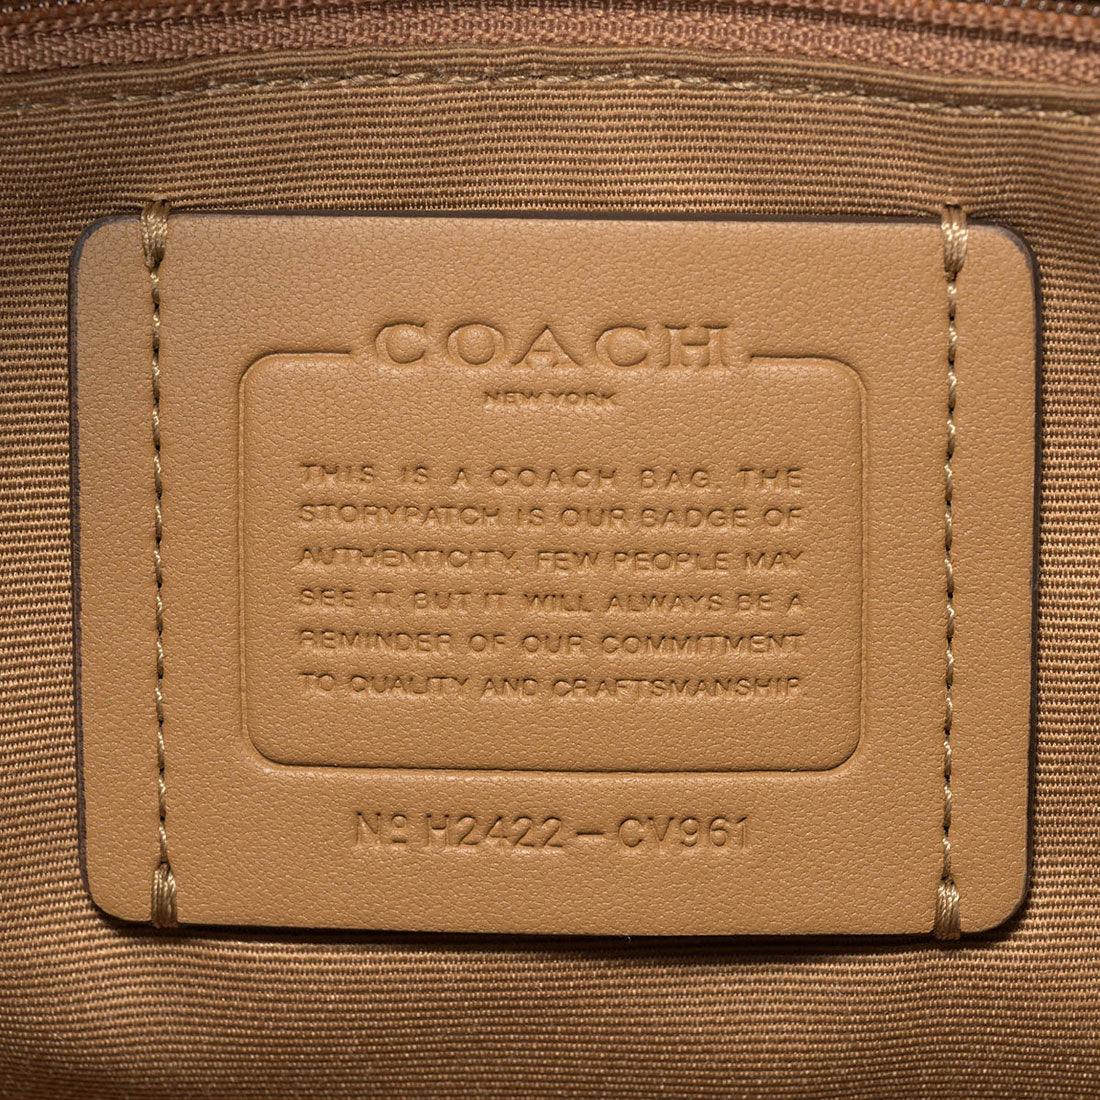 COACH
NEW YORK
THIS IS A COACH BAG. THE
STORYPATCH IS OUR BADGE OF
AUTHENTICITY. FEW PEOPLE MAY
SEE IT. BUT IT WILL ALWAYS BE A
REMINDER OF OUR COMMITMENT
TO QUALITY AND CRAFTSMANSHIP.
Nº H2422-CV961